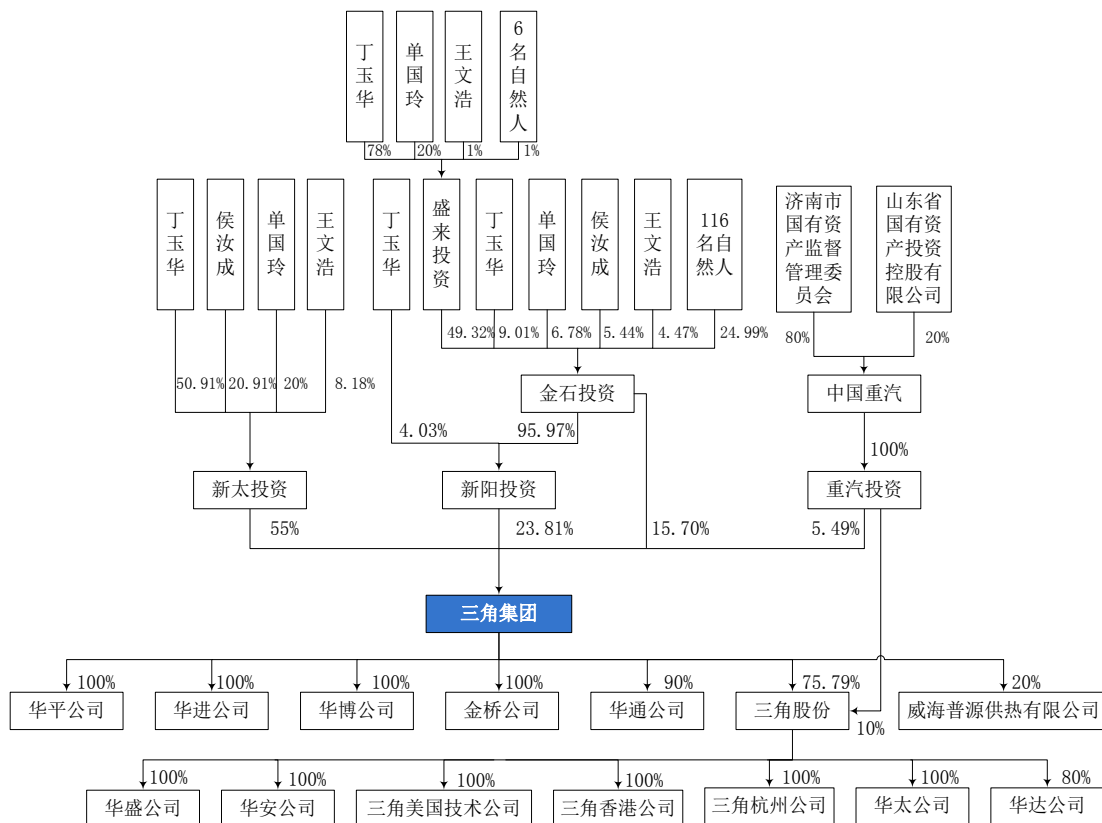 丁玉华
单国玲
王文浩
6名自然人
78%
20%
1%
1%
丁玉华
侯汝成
单国玲
王文浩
丁玉华
盛来投资
丁玉华
单国玲
侯汝成
王文浩
116
名自
然人
济南市
国有资
产监督
管理委
员会
山东省
国有资
产投资
控股有
限公司
49.32%
9.01%
6.78%
5.44%
4.47%
24.99%
80%
20%
50.91%
20.91%
20%
8.18%
金石投资
中国重汽
4.03%
95.97%
100%
新太投资
新阳投资
重汽投资
55%
23.81%
15.70%
5.49%
三角集团
100%
100%
100%
100%
90%
75.79%
20%
华平公司
华进公司
华博公司
金桥公司
华通公司
三角股份
威海普源供热有限公司
10%
100%
100%
100%
100%
100%
100%
80%
华盛公司
华安公司
三角美国技术公司
三角香港公司
三角杭州公司
华太公司
华达公司